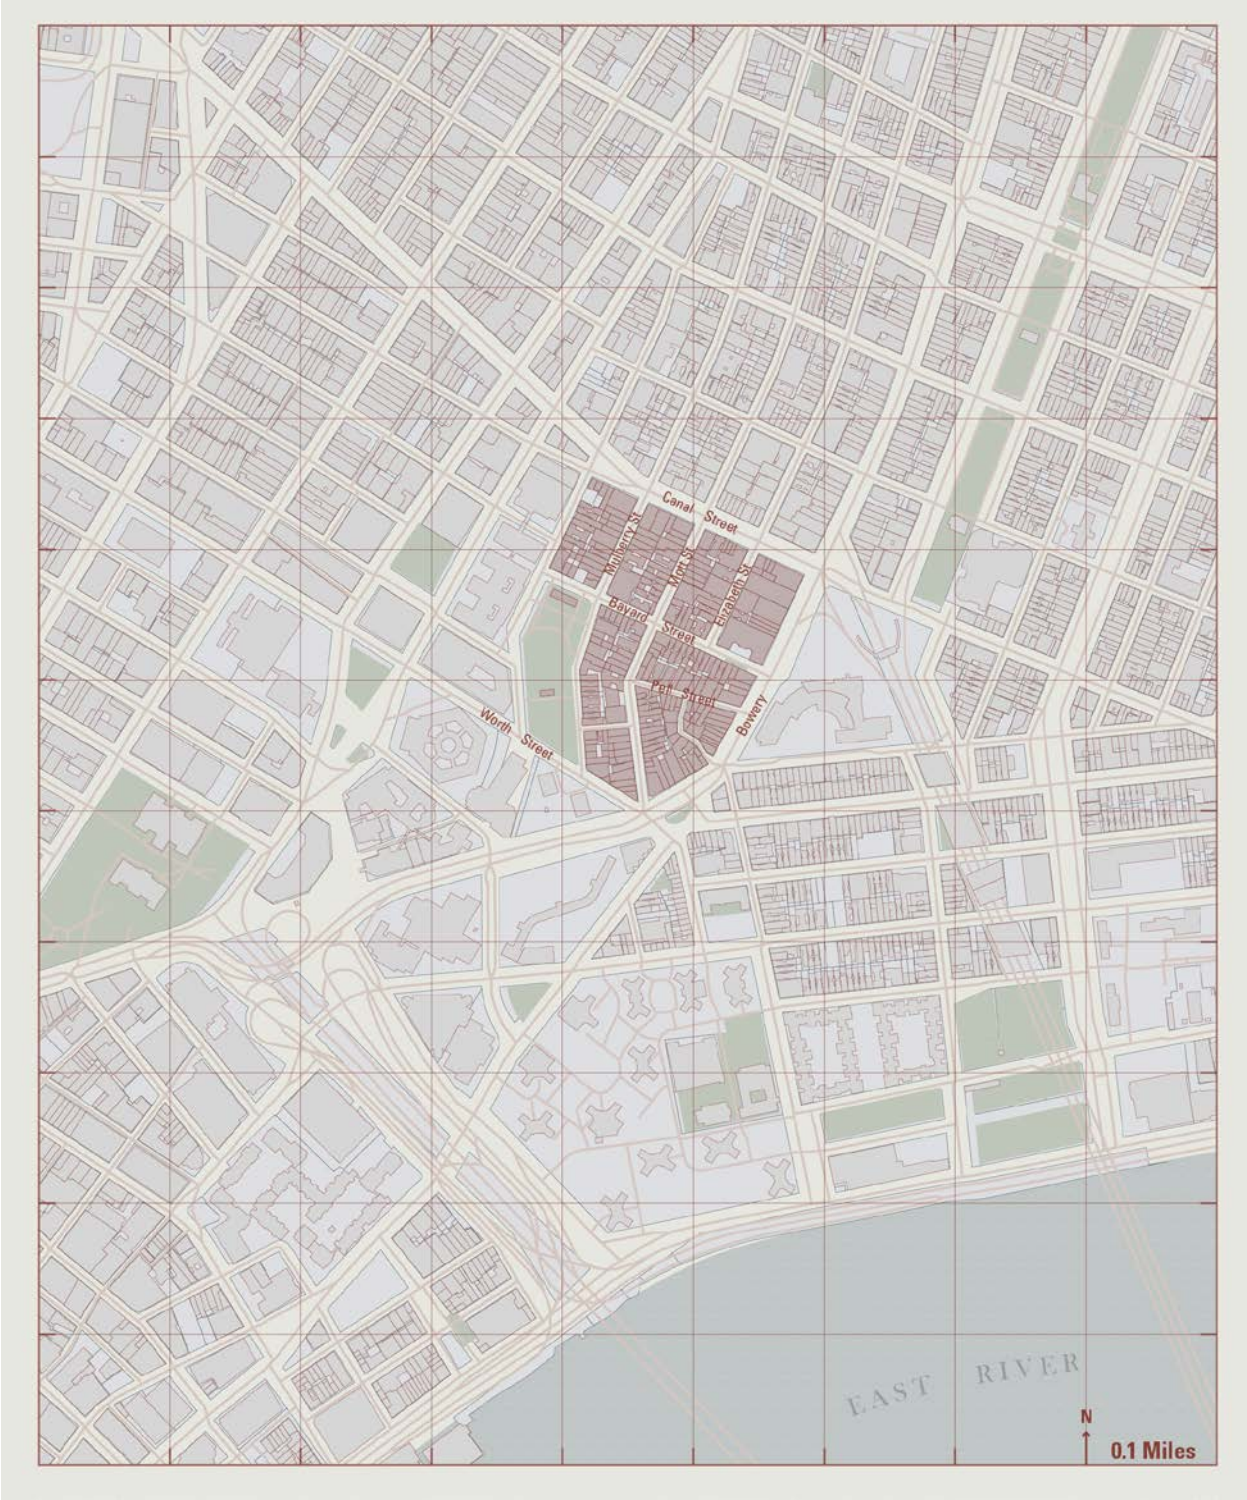 Canal Street
Mulberry St
Mott St
Elizabeth St
Bayard Street
Pell Street
Worth Street
Bowery
EAST RIVER
N
0.1 Miles